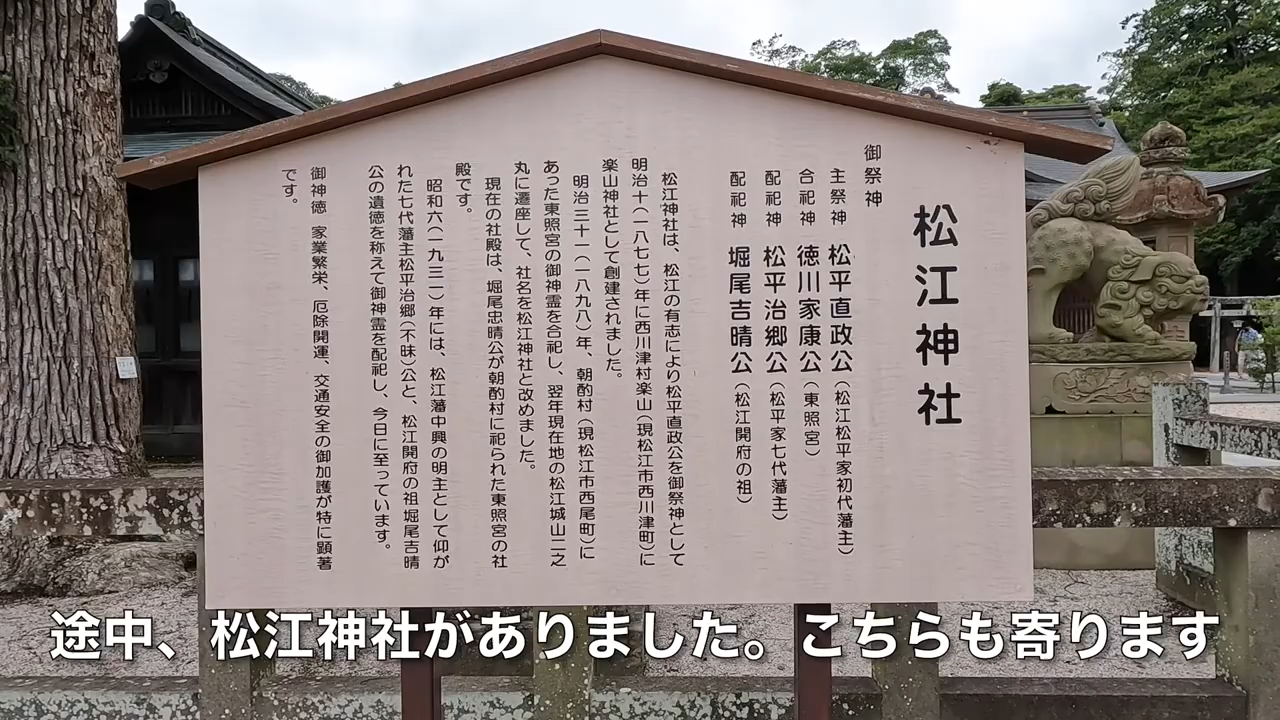 松江神社
御祭神
主祭神 松平直政公(松江松平家初代藩主)
合祀神 徳川家康公(東照宮)
配祀神 松平治郷公(松平家七代藩主)
配祀神 堀尾吉晴公(松江開府の祖)
松江神社は、松江の有志により松平直政公を御祭神として
明治十(一八七七)年に西川津村楽山(現松江市西川津町)に
楽山神社として創建されました。
明治三十一(一八九九)年、朝酌村(現松江市西尾町)に
あった東照宮の御神霊を合祀し、翌年現在地の松江城山二之
丸に遷座して、社名を松江神社と改めました。
現在の社殿は、堀尾忠晴公が朝酌村に祀られた東照宮の社
殿です。
昭和六(一九三一)年には、松江藩中興の明主として仰が
れた七代藩主松平治郷(不昧)公と、松江開府の祖堀尾吉晴
公の遺徳を称えて御神霊を配祀し、今日に至っています。
御神徳 家業繁栄、厄除開運、交通安全の御加護が特に顕著
です。
途中、松江神社がありました。こちらも寄ります